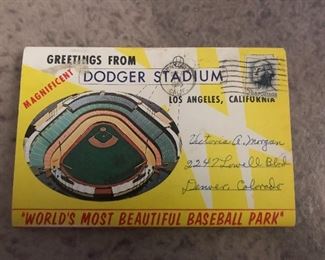 GREETINGS FROM
MAGNIFICENT
DODGER STADIUM
LOS ANGELES, CALIFORNIA
Victoria A. Morgan
2247 Lowell Blvd
Denver, Colorado
"WORLD'S MOST BEAUTIFUL BASEBALL PARK"